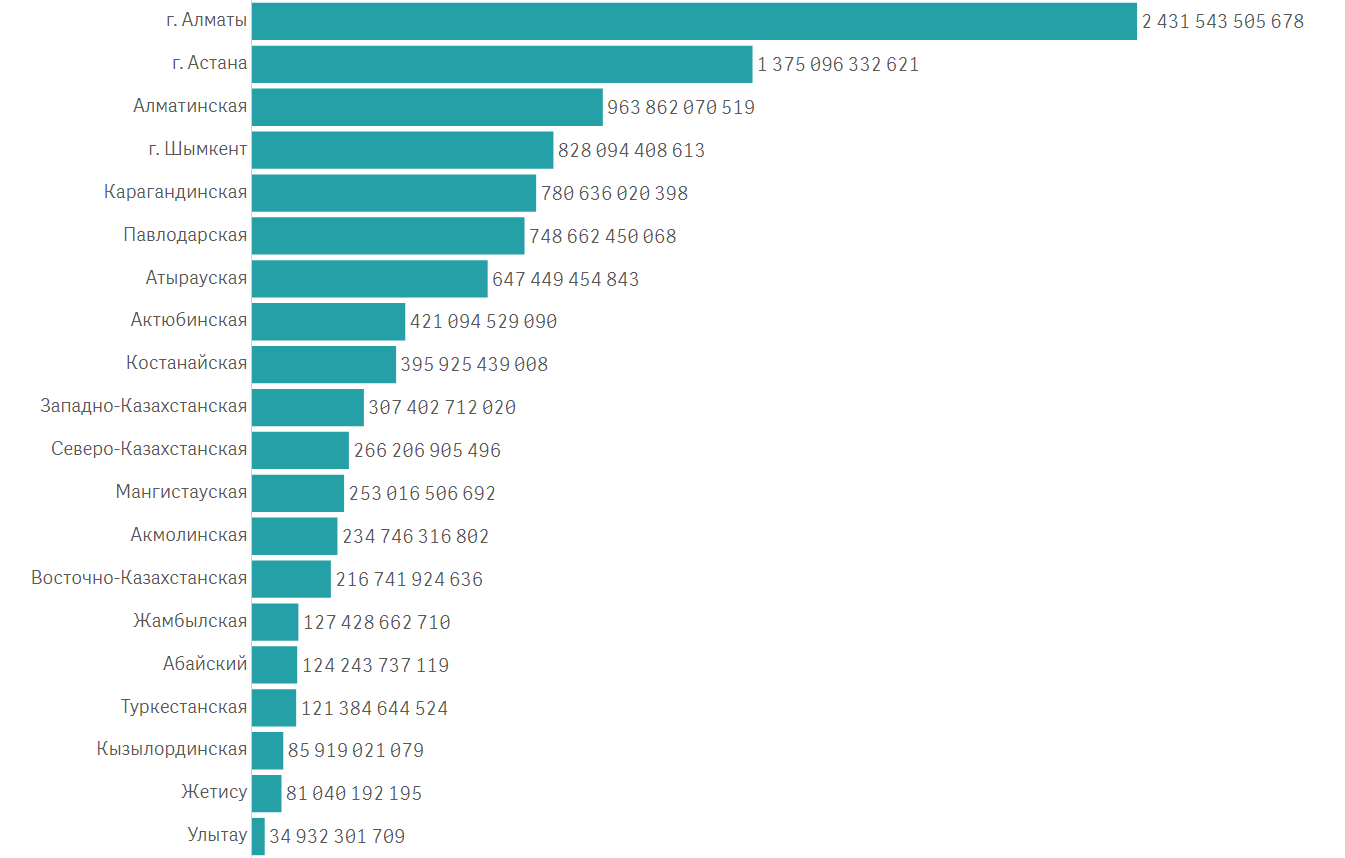 г. Алматы 2 431 543 505 678
г. Астана 1 375 096 332 621
Алматинская 963 862 070 519
г. Шымкент 828 094 408 613
Карагандинская 780 636 020 398
Павлодарская 748 662 450 068
Атырауская 647 449 454 843
Актюбинская 421 094 529 090
Костанайская 395 925 439 008
Западно-Казахстанская 307 402 712 020
Северо-Казахстанская 266 206 905 496
Мангистауская 253 016 506 692
Акмолинская 234 746 316 802
Восточно-Казахстанская 216 741 924 636
Жамбылская 127 428 662 710
Абайский 124 243 737 119
Туркестанская 121 384 644 524
Кызылординская 85 919 021 079
Жетису 81 040 192 195
Улытау 34 932 301 709